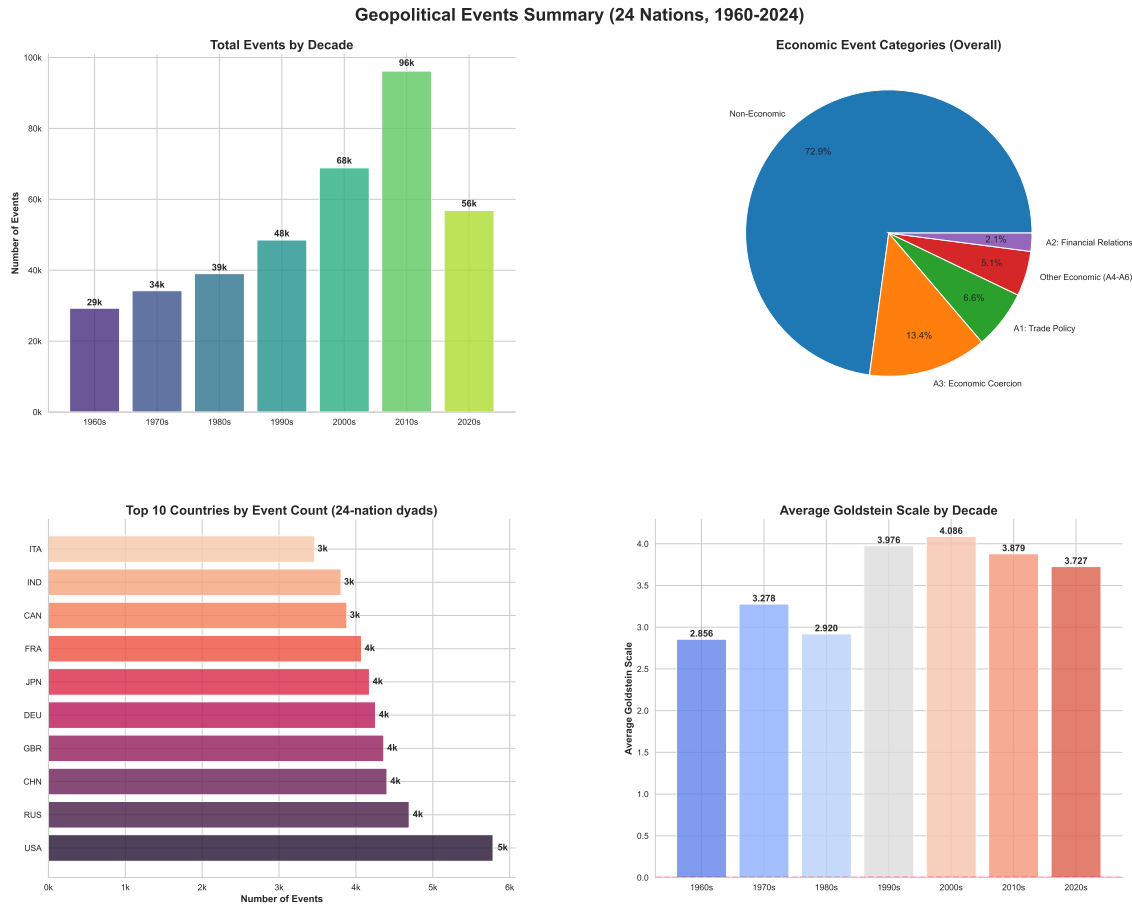 Geopolitical Events Summary (24 Nations, 1960-2024)
Total Events by Decade
Number of Events
100k
80k
60k
40k
20k
0k
29k
34k
39k
48k
68k
96k
56k
1960s
1970s
1980s
1990s
2000s
2010s
2020s
Economic Event Categories (Overall)
Non-Economic
72.9%
2.1%
A2: Financial Relations
5.1%
Other Economic (A4-A6)
6.6%
A1: Trade Policy
13.4%
A3: Economic Coercion
Top 10 Countries by Event Count (24-nation dyads)
ITA
3k
IND
3k
CAN
3k
FRA
4k
JPN
4k
DEU
4k
GBR
4k
CHN
4k
RUS
4k
USA
5k
0k
1k
2k
3k
4k
5k
6k
Number of Events
Average Goldstein Scale by Decade
Average Goldstein Scale
4.0
3.5
3.0
2.5
2.0
1.5
1.0
0.5
0.0
2.856
3.278
2.920
3.976
4.086
3.879
3.727
1960s
1970s
1980s
1990s
2000s
2010s
2020s